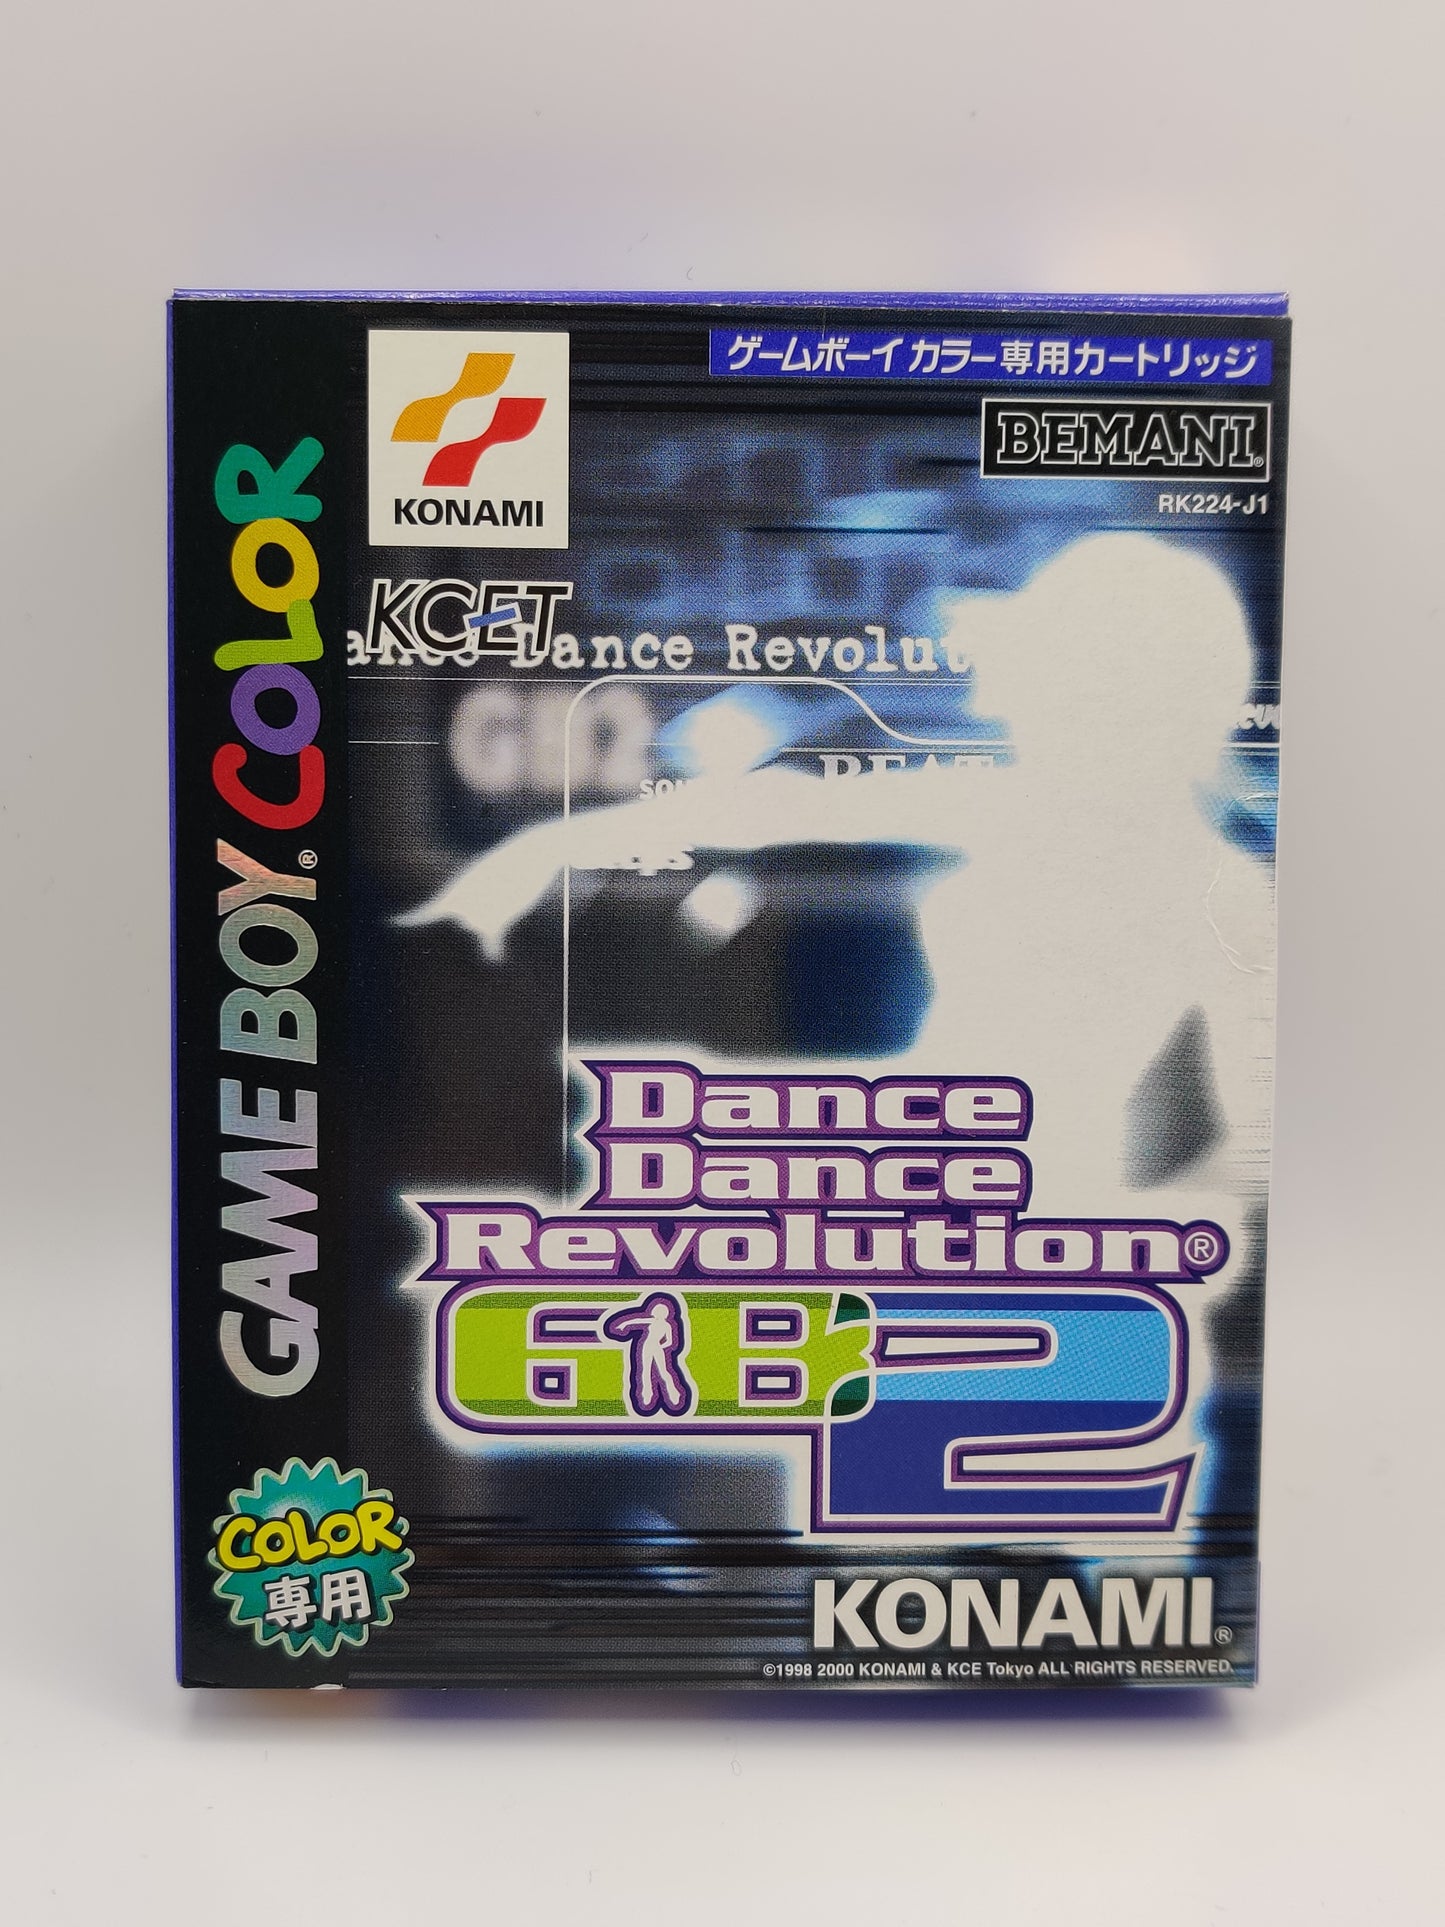 ゲームボーイ カラー専用カートリッジ
KONAMI
BEMANI®
RK224-J1
KCET
Dance Revolut
GB2
GAME BOY® COLOR
Dance
Dance
Revolution®
GB2
COLOR
専用
KONAMI®
©1998 2000 KONAMI & KCE Tokyo ALL RIGHTS RESERVED.